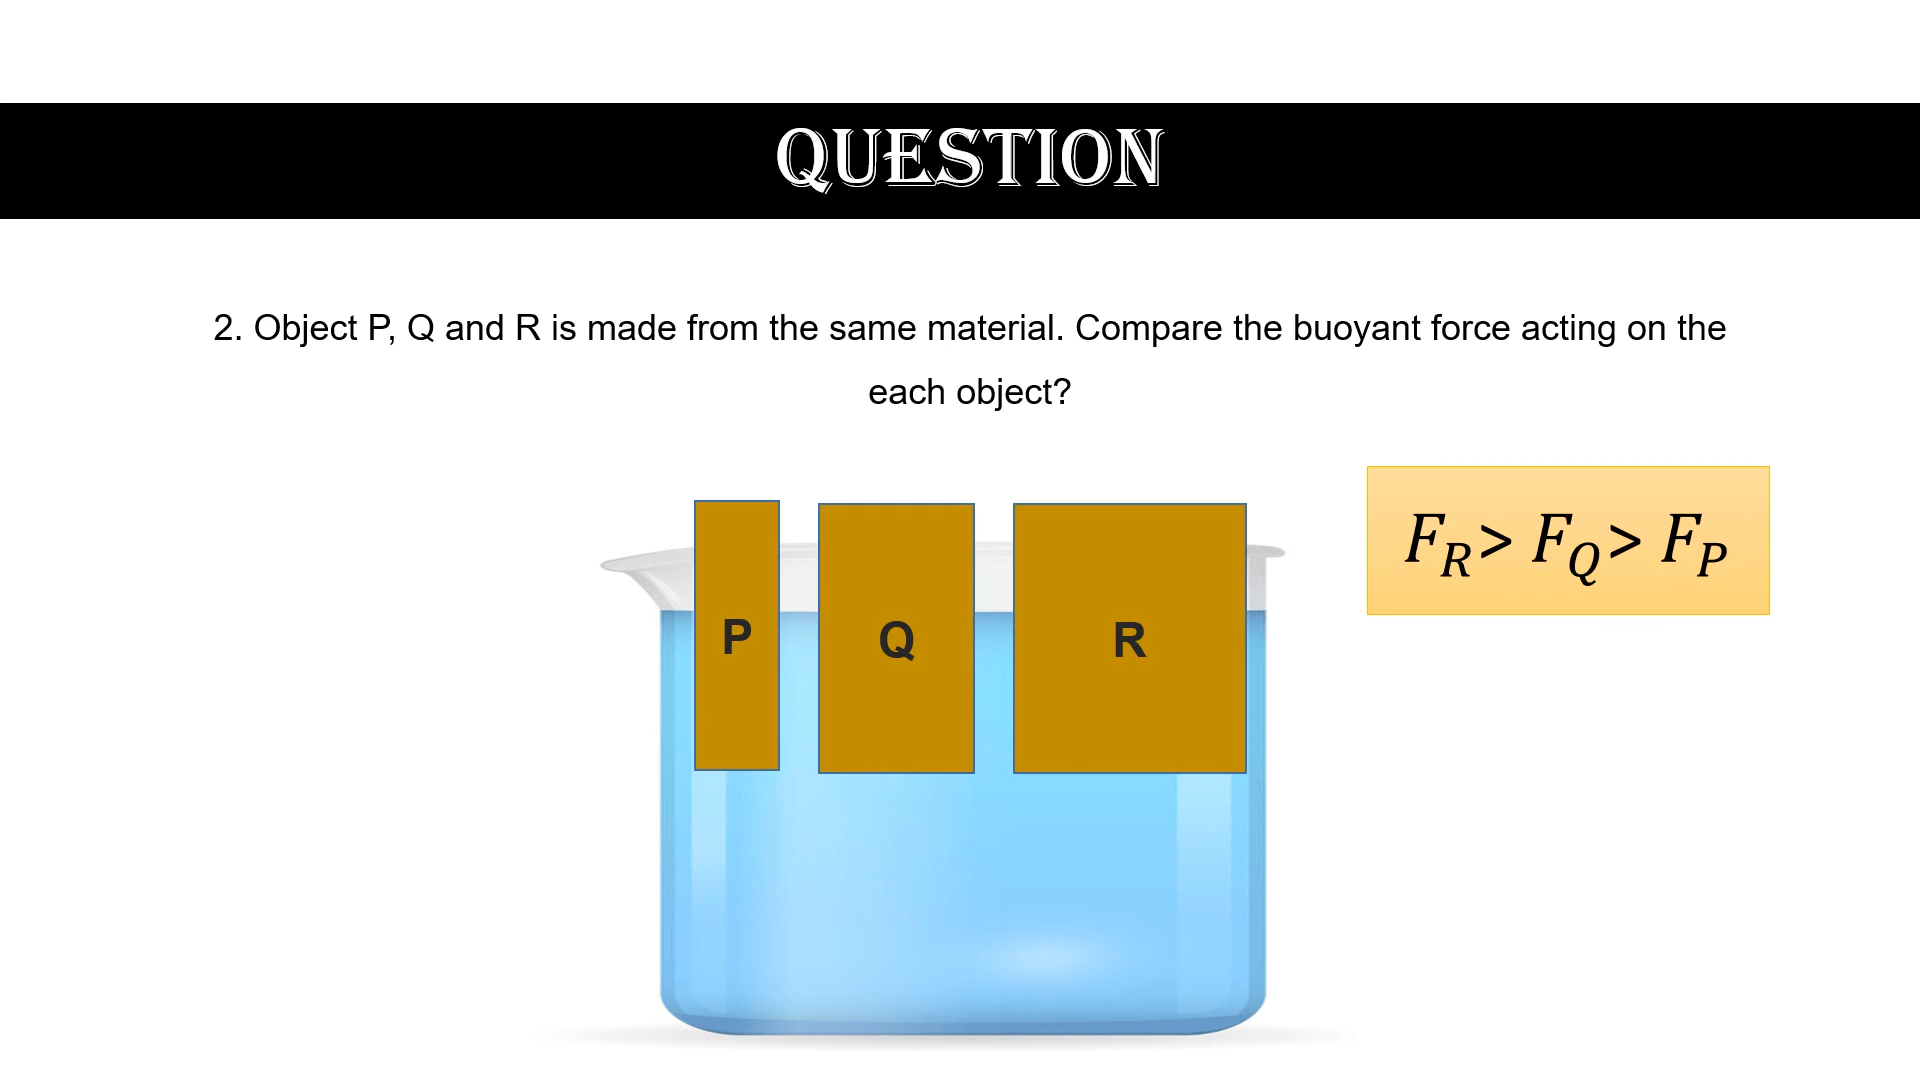 QUESTION
2. Object P, Q and R is made from the same material. Compare the buoyant force acting on the
each object?
F_R > F_Q > F_P
P
Q
R